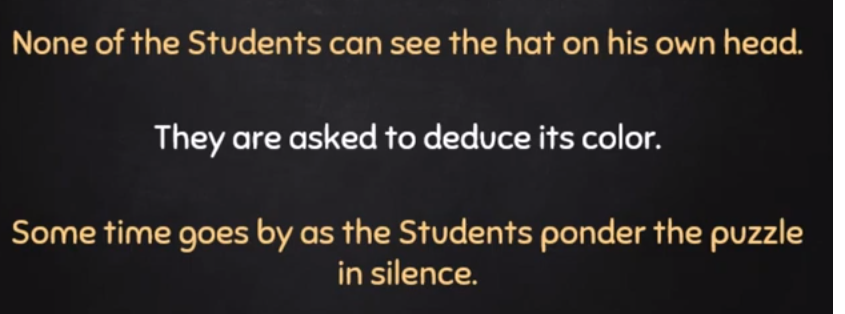 None of the Students can see the hat on his own head.
They are asked to deduce its color.
Some time goes by as the Students ponder the puzzle
in silence.